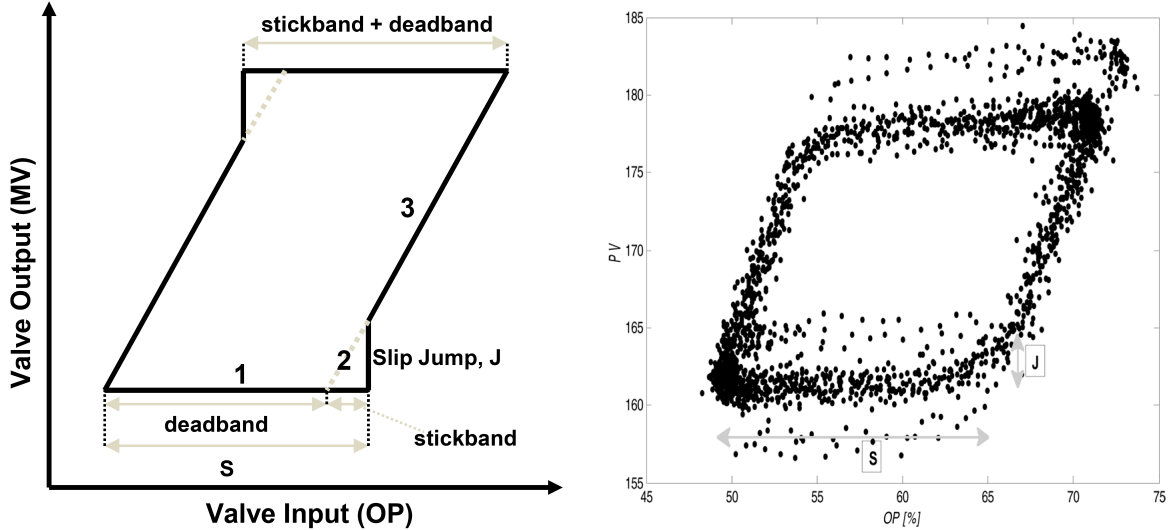 stickband + deadband
Valve Output (MV)
3
1
2
Slip Jump, J
deadband
stickband
S
Valve Input (OP)
185
180
175
170
165
160
155
PV
J
S
45
50
55
60
65
70
75
OP [%]